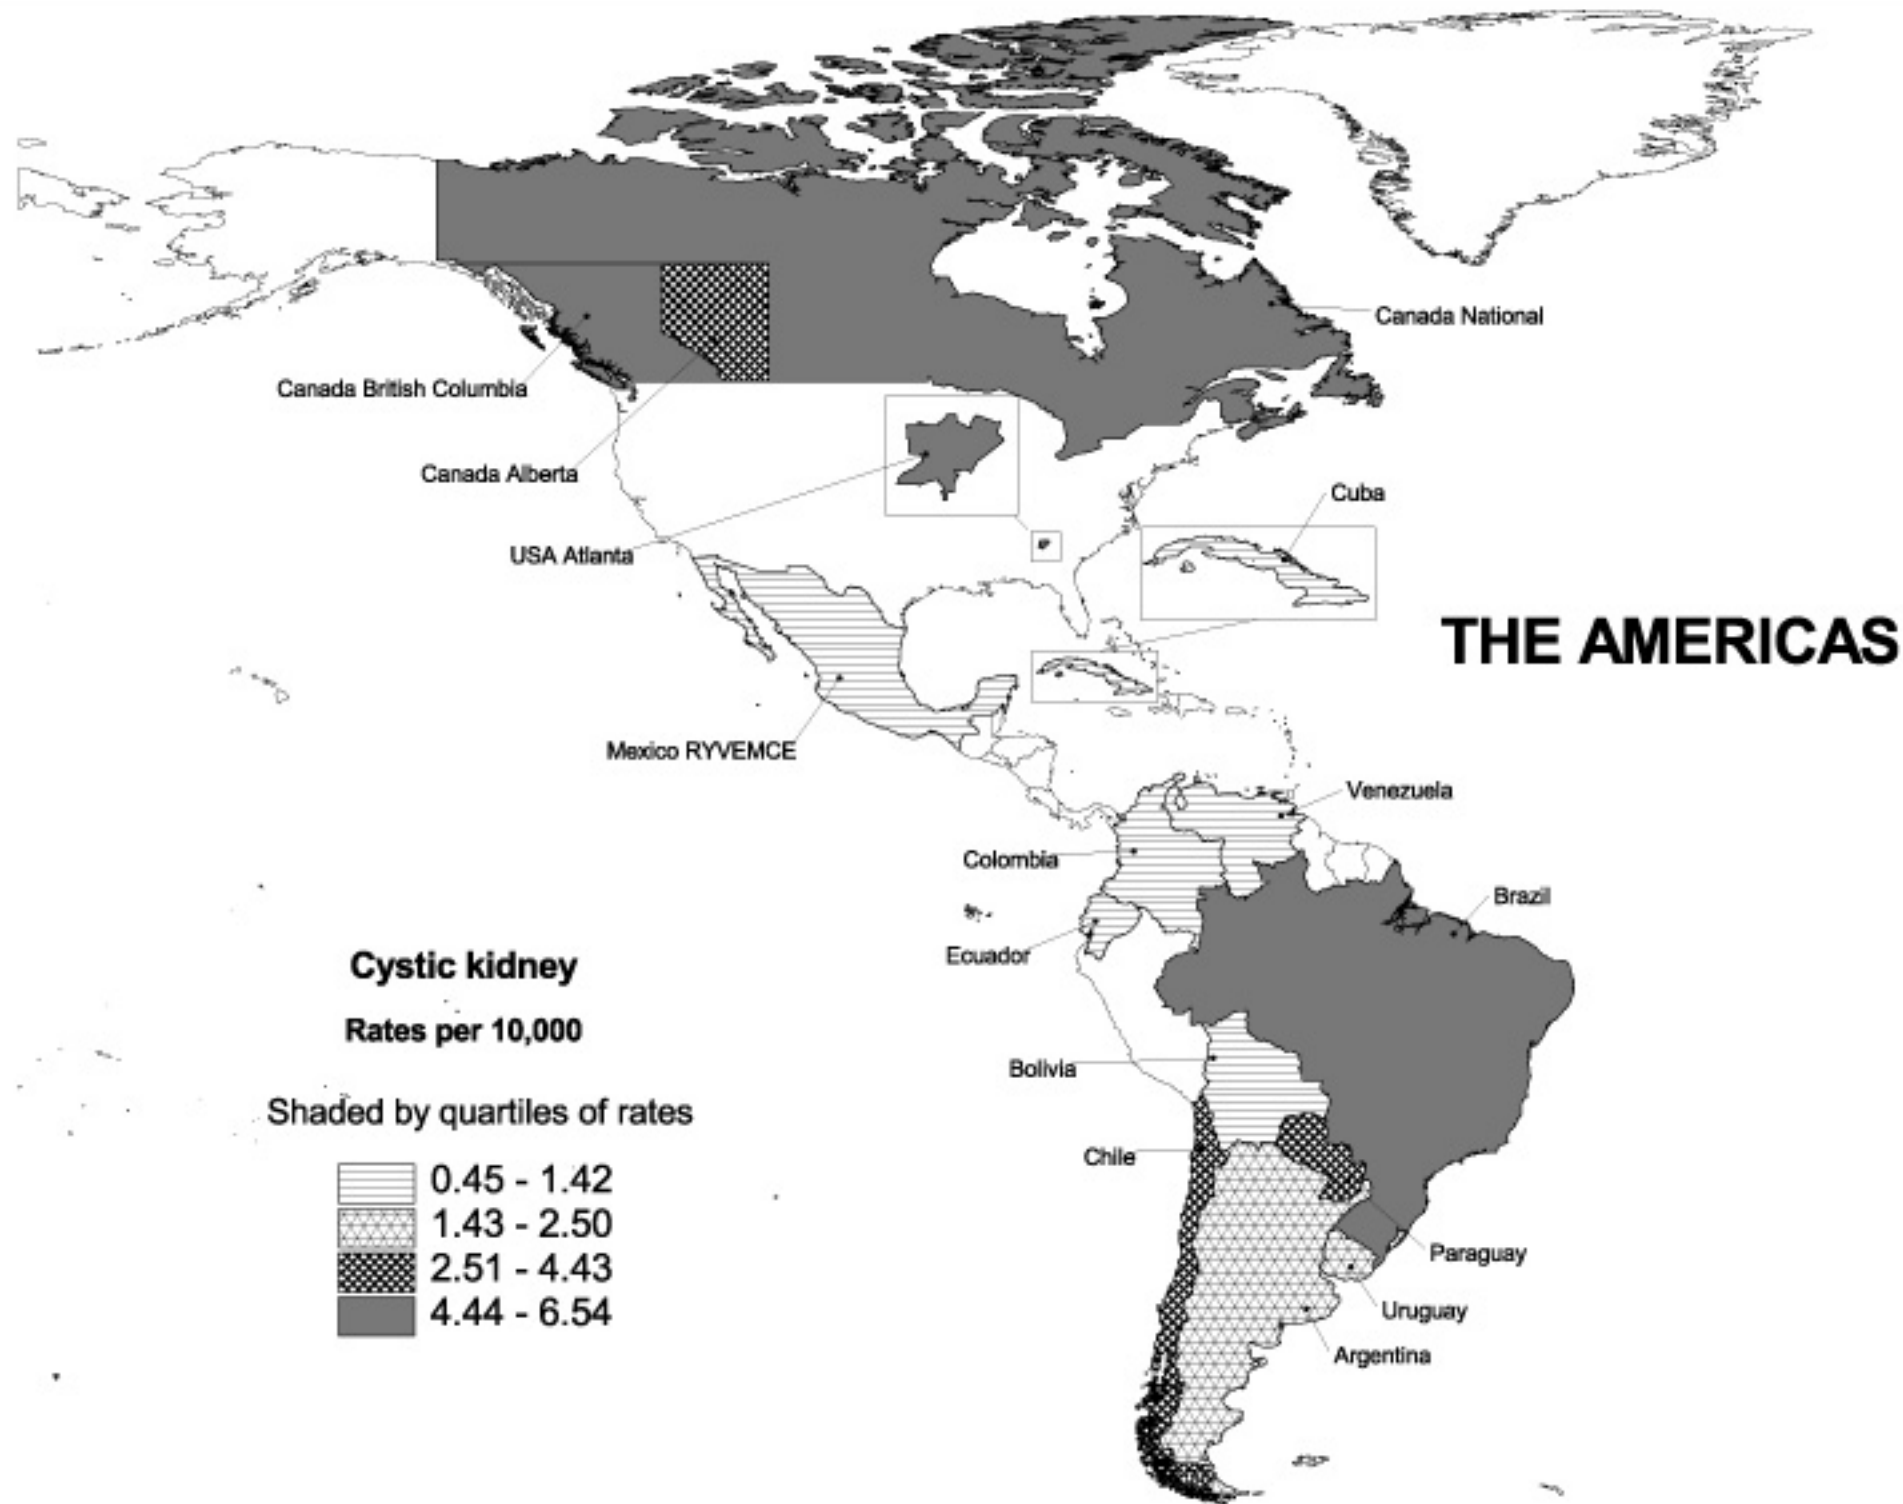 Canada National
Canada British Columbia
Canada Alberta
Cuba
USA Atlanta
THE AMERICAS
Mexico RYVEMCE
Venezuela
Colombia
Brazil
Ecuador
Cystic kidney
Rates per 10,000
Bolivia
Shaded by quartiles of rates
Chile
0.45 - 1.42
1.43 - 2.50
Paraguay
2.51 - 4.43
Uruguay
4.44 - 6.54
Argentina